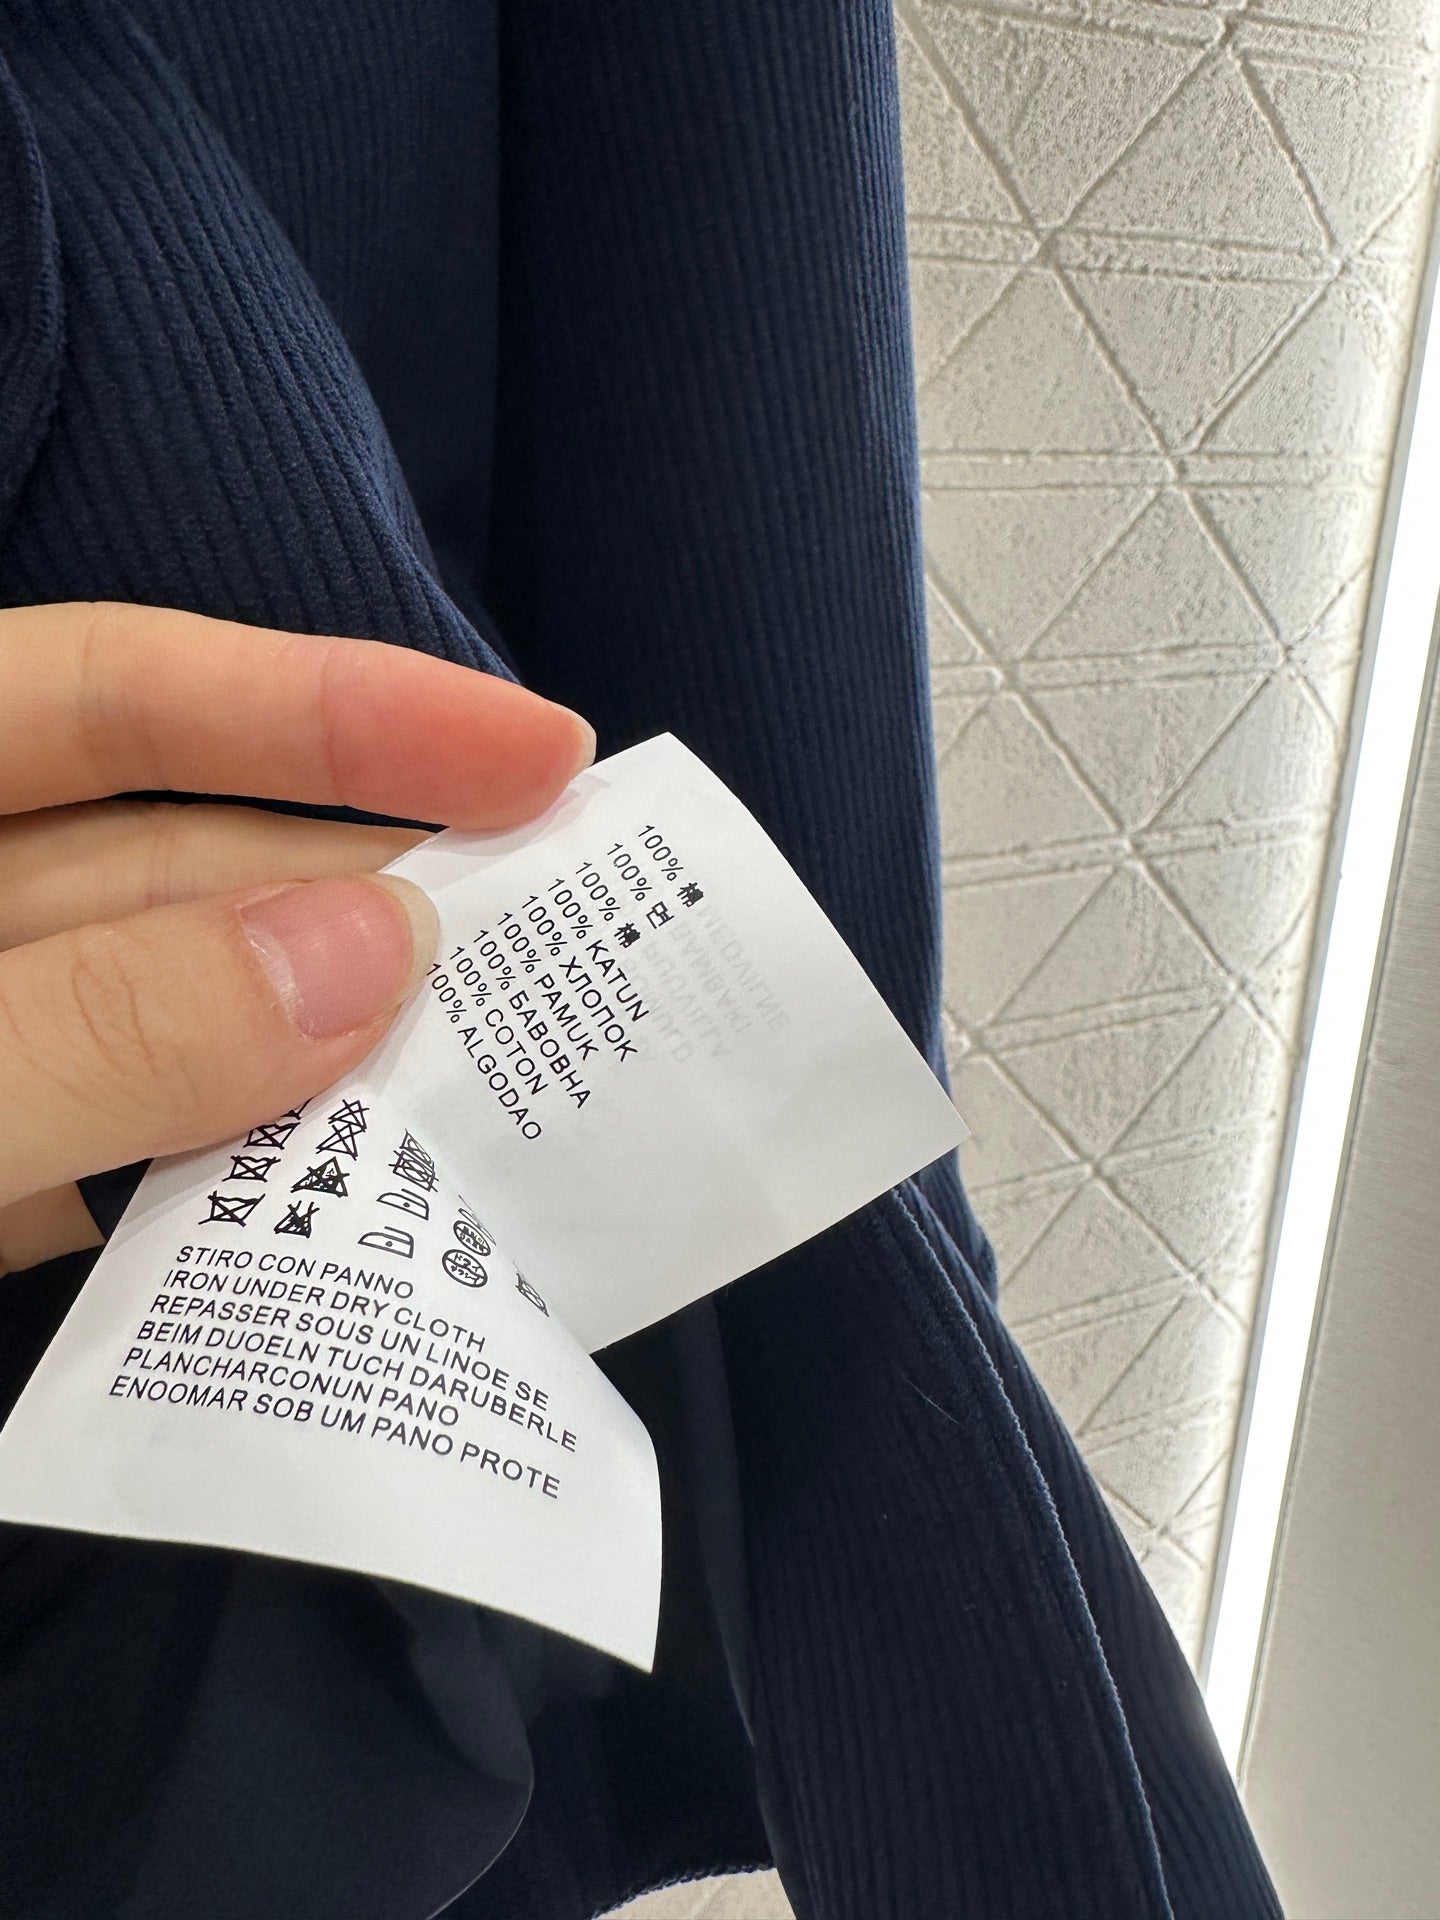 100% 棉
100% 면
100% 棉
100% KATUN
100% ХЛОПОК
100% PAMUK
100% БАВОВНА
100% COTON
100% ALGODAO
STIRO CON PANNO
IRON UNDER DRY CLOTH
REPASSER SOUS UN LINOE SE
BEIM DUOELN TUCH DARUBERLE
PLANCHARCONUN PANO
ENOOMAR SOB UM PANO PROTE